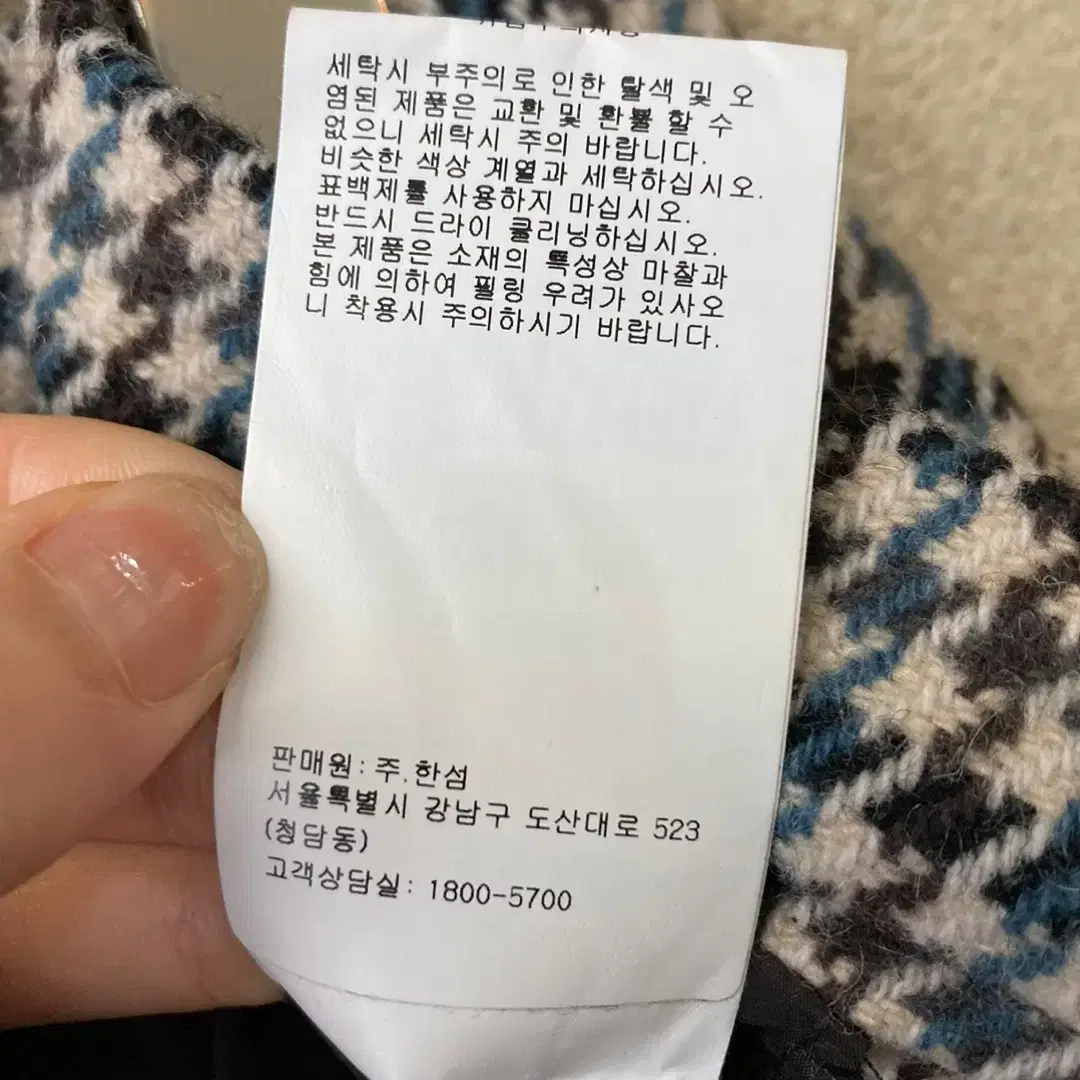 세탁시 부주의로 인한 탈색 및 오
염된 제품은 교환 및 환불 할 수
없으니 세탁시 주의 바랍니다.
비슷한 색상 계열과 세탁하십시오.
표백제를 사용하지 마십시오.
반드시 드라이 클리닝하십시오.
본 제품은 소재의 특성상 마찰과
힘에 의하여 필링 우려가 있사오
니 착용시 주의하시기 바랍니다.
판매원:주.한섬
서울특별시 강남구 도산대로 523
(청담동)
고객상담실: 1800-5700